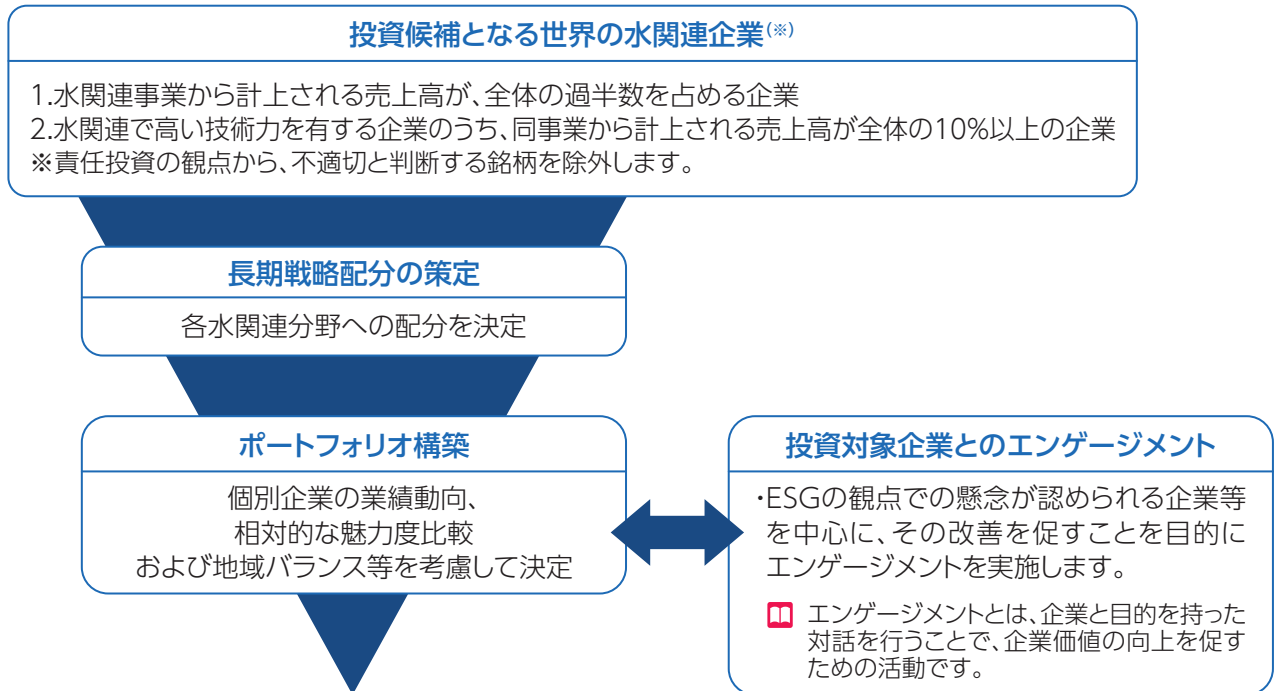 投資候補となる世界の水関連企業(※)
1.水関連事業から計上される売上高が、全体の過半数を占める企業
2.水関連で高い技術力を有する企業のうち、同事業から計上される売上高が全体の10%以上の企業
※責任投資の観点から、不適切と判断する銘柄を除外します。
長期戦略配分の策定
各水関連分野への配分を決定
ポートフォリオ構築
個別企業の業績動向、
相対的な魅力度比較
および地域バランス等を考慮して決定
投資対象企業とのエンゲージメント
・ESGの観点での懸念が認められる企業等
を中心に、その改善を促すことを目的に
エンゲージメントを実施します。
エンゲージメントとは、企業と目的を持った
対話を行うことで、企業価値の向上を促す
ための活動です。